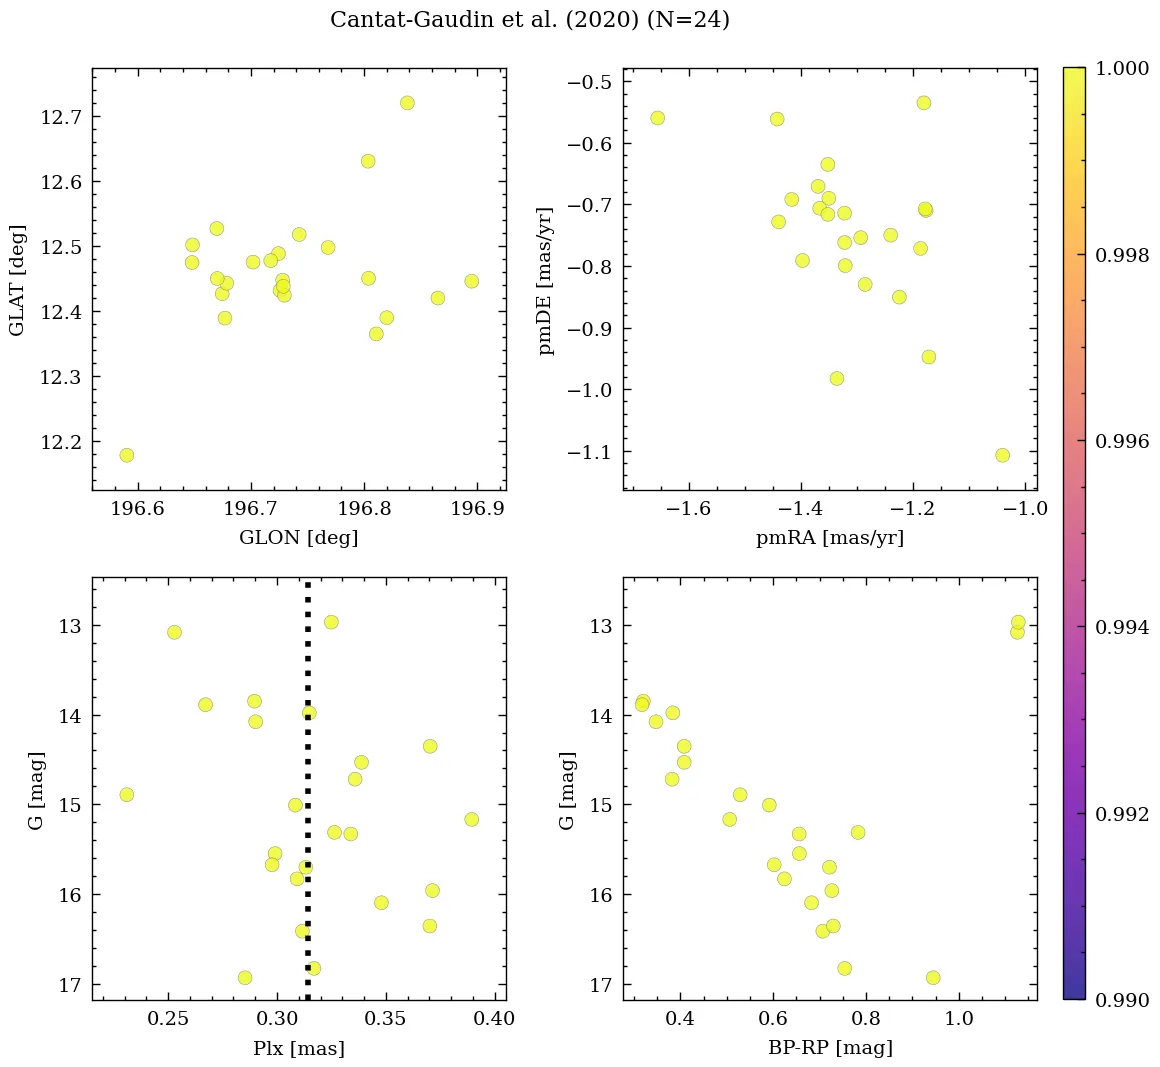 Cantat-Gaudin et al. (2020) (N=24)
12.7
12.6
12.5
12.4
12.3
12.2
GLAT [deg]
196.6 196.7 196.8 196.9
GLON [deg]
−0.5
−0.6
−0.7
−0.8
−0.9
−1.0
−1.1
pmDE [mas/yr]
−1.6 −1.4 −1.2 −1.0
pmRA [mas/yr]
13
14
15
16
17
G [mag]
0.25 0.30 0.35 0.40
Plx [mas]
13
14
15
16
17
G [mag]
0.4 0.6 0.8 1.0
BP-RP [mag]
1.000
0.998
0.996
0.994
0.992
0.990